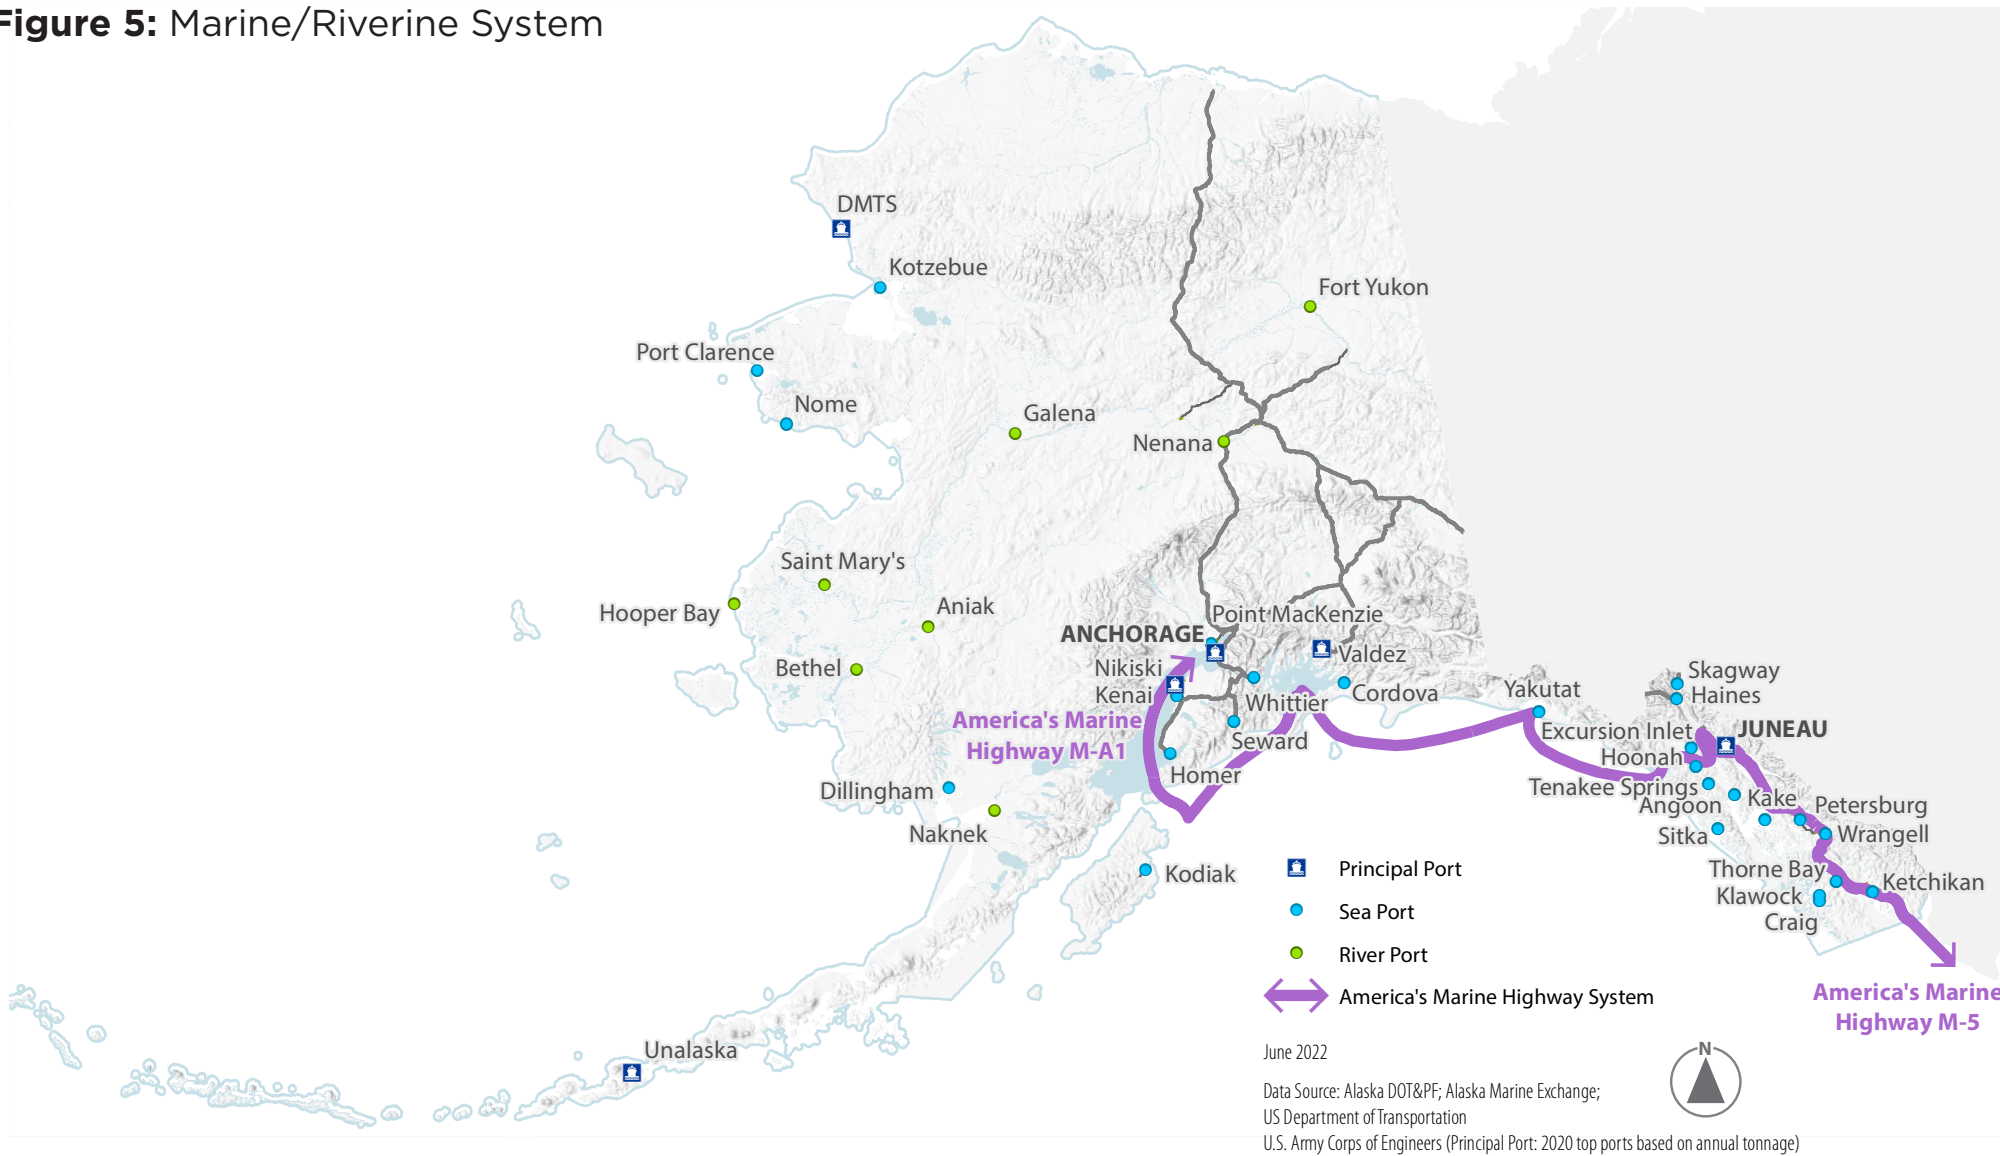 Figure 5: Marine/Riverine System
DMTS
Kotzebue
Fort Yukon
Port Clarence
Nome
Galena
Nenana
Saint Mary's
Hooper Bay
Aniak
Bethel
Point MacKenzie
ANCHORAGE
Nikiski
Kenai
Valdez
Cordova
Whittier
Seward
Homer
America's Marine
Highway M-A1
Dillingham
Naknek
Kodiak
Unalaska
Yakutat
Skagway
Haines
Excursion Inlet
JUNEAU
Hoonah
Tenakee Springs
Angoon
Kake
Sitka
Petersburg
Wrangell
Thorne Bay
Klawock
Craig
Ketchikan
America's Marine
Highway M-5
Principal Port
Sea Port
River Port
America's Marine Highway System
June 2022
N
Data Source: Alaska DOT&PF; Alaska Marine Exchange;
US Department of Transportation
U.S. Army Corps of Engineers (Principal Port: 2020 top ports based on annual tonnage)